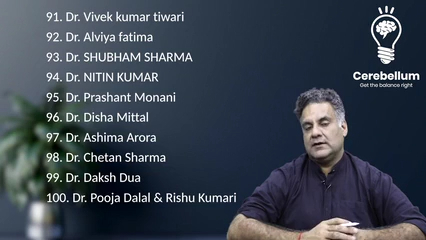 91. Dr. Vivek kumar tiwari
92. Dr. Alviya fatima
93. Dr. SHUBHAM SHARMA
94. Dr. NITIN KUMAR
95. Dr. Prashant Monani
96. Dr. Disha Mittal
97. Dr. Ashima Arora
98. Dr. Chetan Sharma
99. Dr. Daksh Dua
100. Dr. Pooja Dalal & Rishu Kumari
Cerebellum
Get the balance right